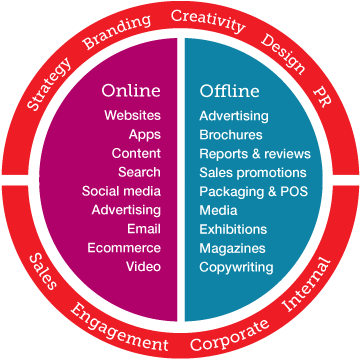 Strategy Branding Creativity Design PR
Online
Websites
Apps
Content
Search
Social media
Advertising
Email
Ecommerce
Video
Offline
Advertising
Brochures
Reports & reviews
Sales promotions
Packaging & POS
Media
Exhibitions
Magazines
Copywriting
Sales Engagement Corporate Internal